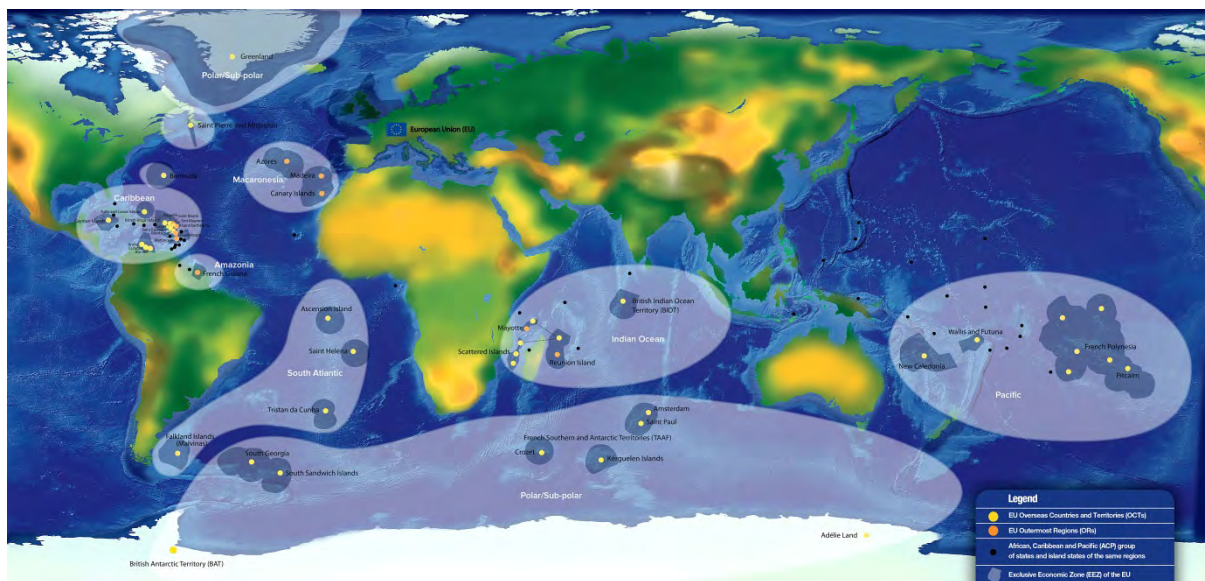 Greenland
Polar/Sub-polar
Saint Pierre and Miquelon
European Union (EU)
Azores
Madeira
Macaronesia
Canary Islands
Bermuda
Caribbean
Amazonia
French Guiana
Ascension Island
Saint Helena
South Atlantic
Tristan da Cunha
Falkland Islands
(Malvinas)
British Indian Ocean
Territory (BIOT)
Mayotte
Indian Ocean
Scattered Islands
Reunion Island
Wallis and Futuna
French Polynesia
New Caledonia
Pitcairn
Pacific
Amsterdam
Saint Paul
French Southern and Antarctic Territories (TAAF)
Crozet
Kerguelen Islands
South Georgia
South Sandwich Islands
Polar/Sub-polar
Adélie Land
British Antarctic Territory (BAT)
Legend
EU Overseas Countries and Territories (OCTs)
EU Outermost Regions (ORs)
African, Caribbean and Pacific (ACP) group
of states and island states of the same regions
Exclusive Economic Zone (EEZ) of the EU